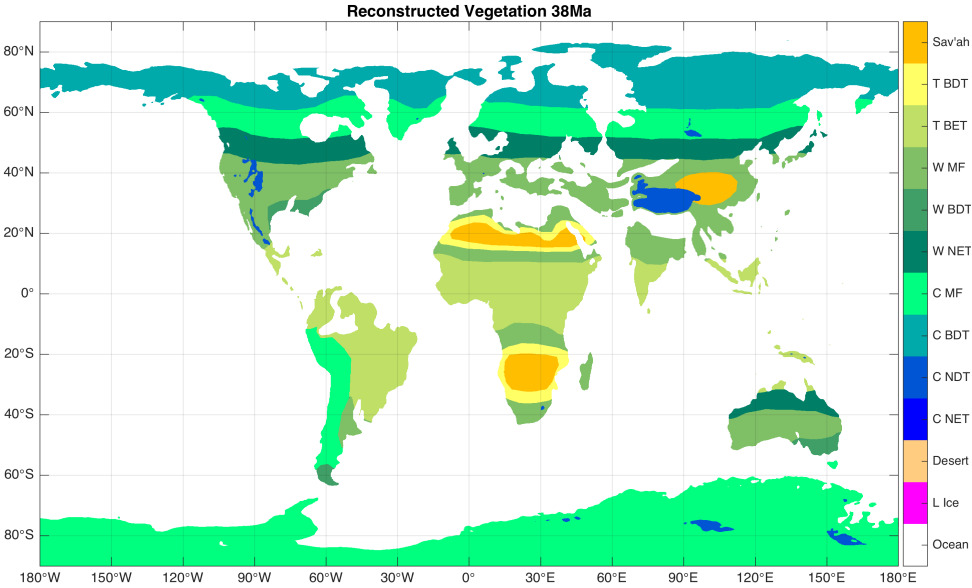 Reconstructed Vegetation 38Ma
80°N
60°N
40°N
20°N
0°
20°S
40°S
60°S
80°S
180°W
150°W
120°W
90°W
60°W
30°W
0°
30°E
60°E
90°E
120°E
150°E
180°E
Sav'ah
T BDT
T BET
W MF
W BDT
W NET
C MF
C BDT
C NDT
C NET
Desert
L Ice
Ocean